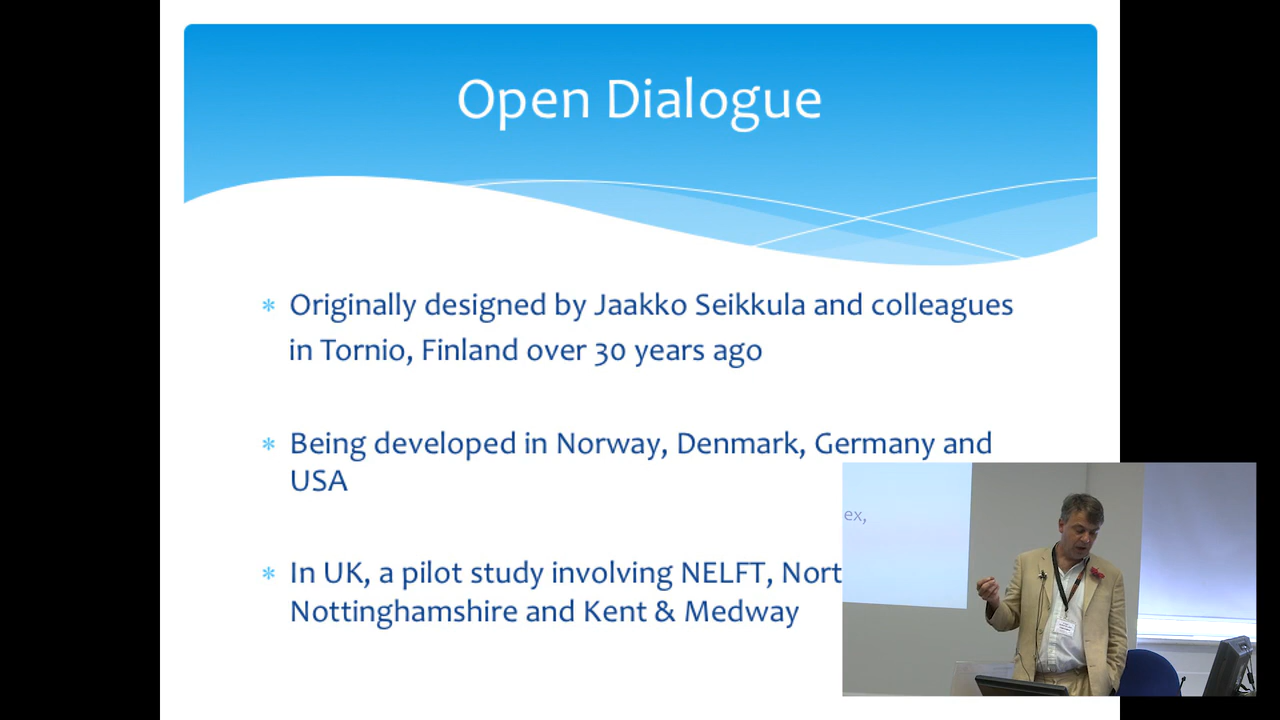 Open Dialogue
* Originally designed by Jaakko Seikkula and colleagues
in Tornio, Finland over 30 years ago
* Being developed in Norway, Denmark, Germany and
USA
* In UK, a pilot study involving NELFT, Nort
Nottinghamshire and Kent & Medway
ex,